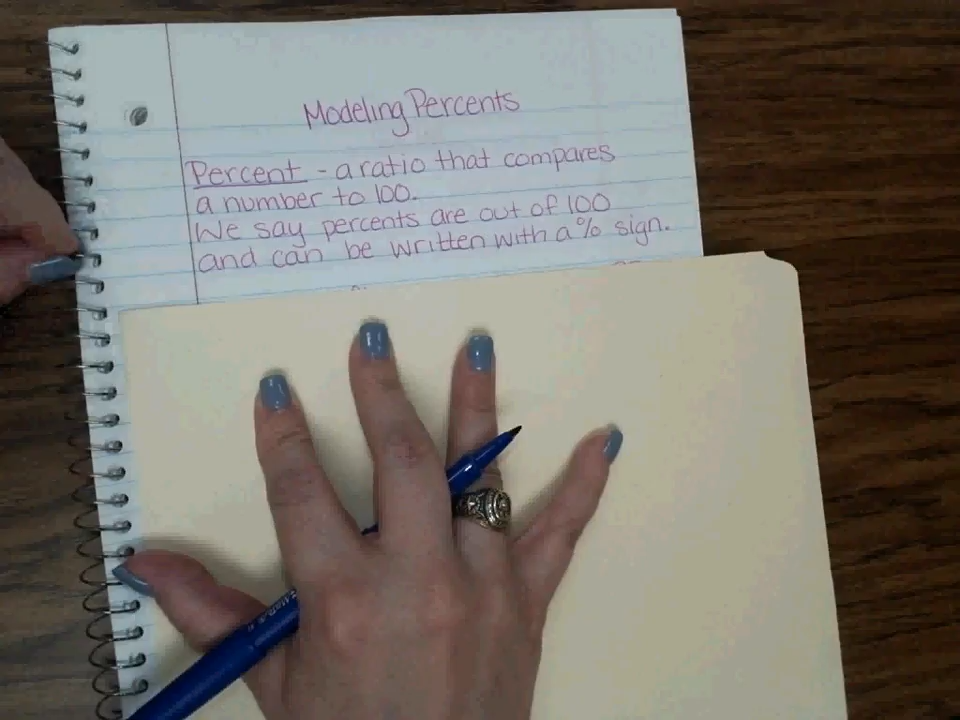 Modeling Percents
Percent - a ratio that compares
a number to 100.
We say percents are out of 100
and can be written with a % sign.